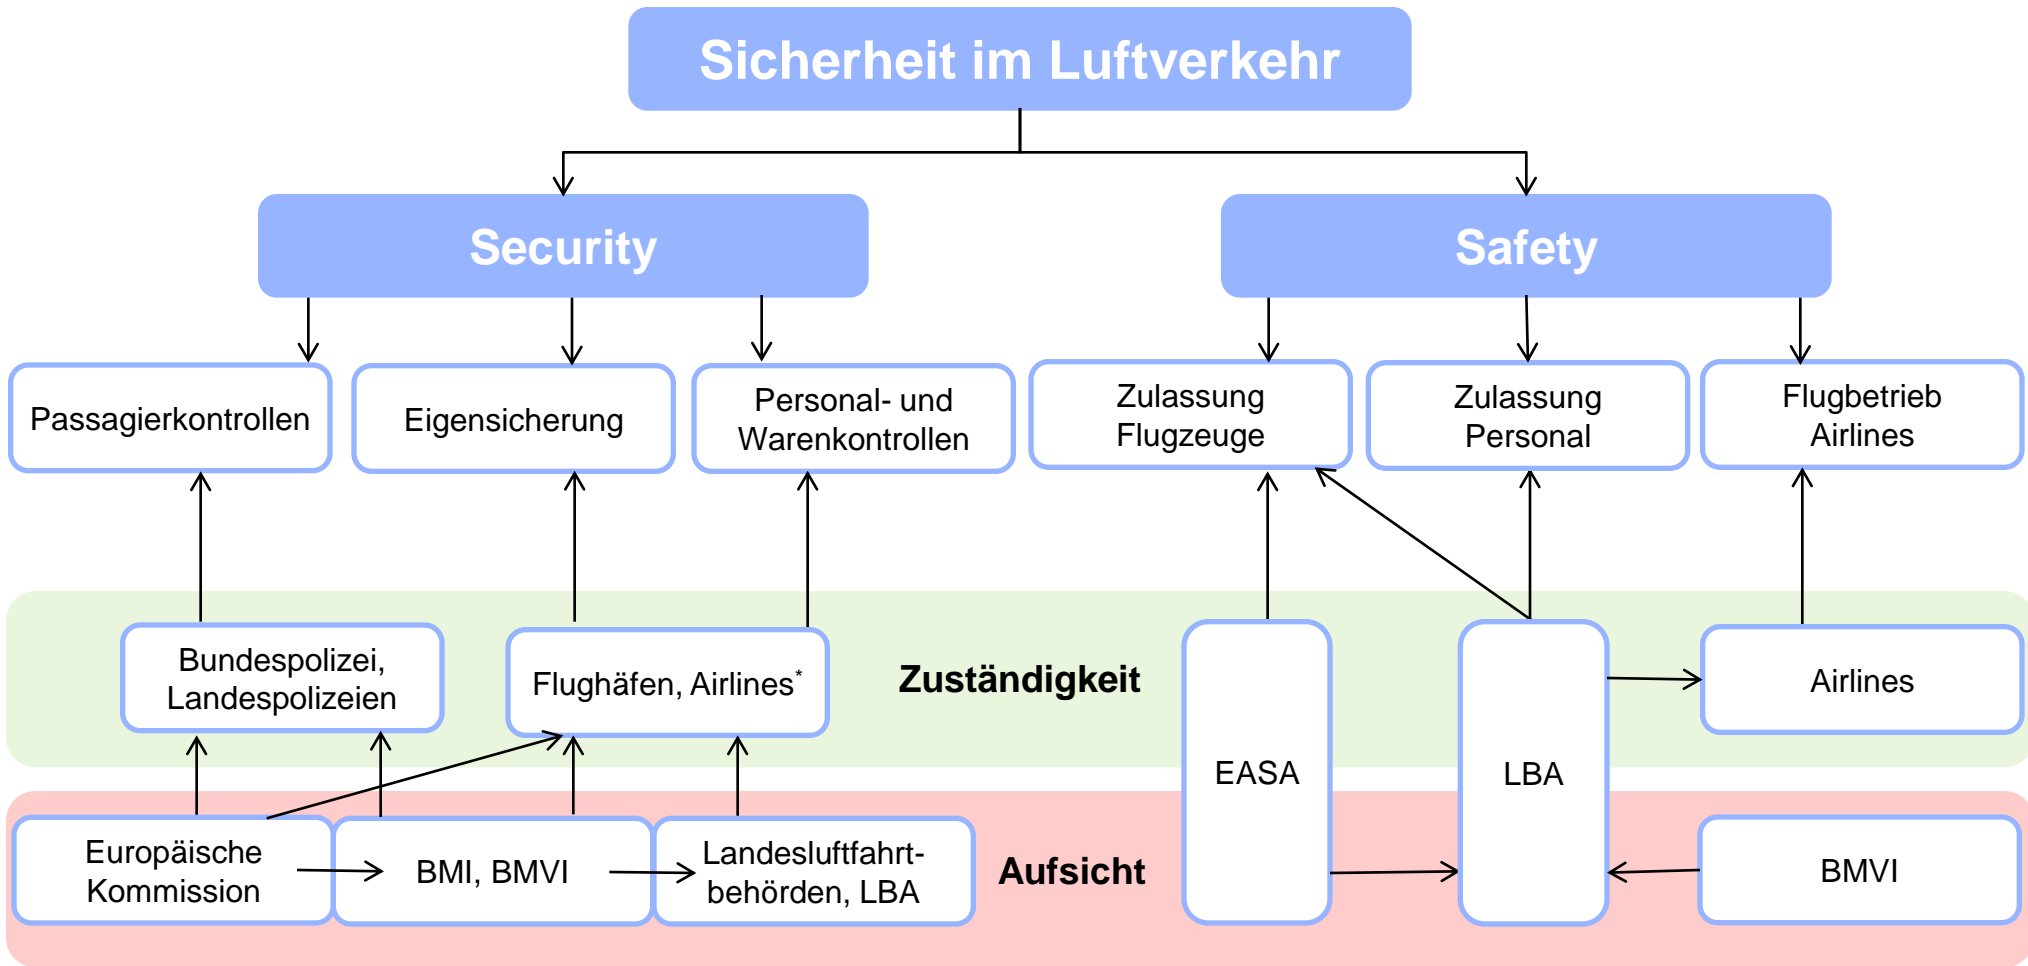 Sicherheit im Luftverkehr
Security
Safety
Passagierkontrollen
Eigensicherung
Personal- und
Warenkontrollen
Zulassung
Flugzeuge
Zulassung
Personal
Flugbetrieb
Airlines
Bundespolizei,
Landespolizeien
Flughäfen, Airlines*
Zuständigkeit
EASA
LBA
Airlines
Europäische
Kommission
BMI, BMVI
Landesluftfahrt-
behörden, LBA
Aufsicht
BMVI